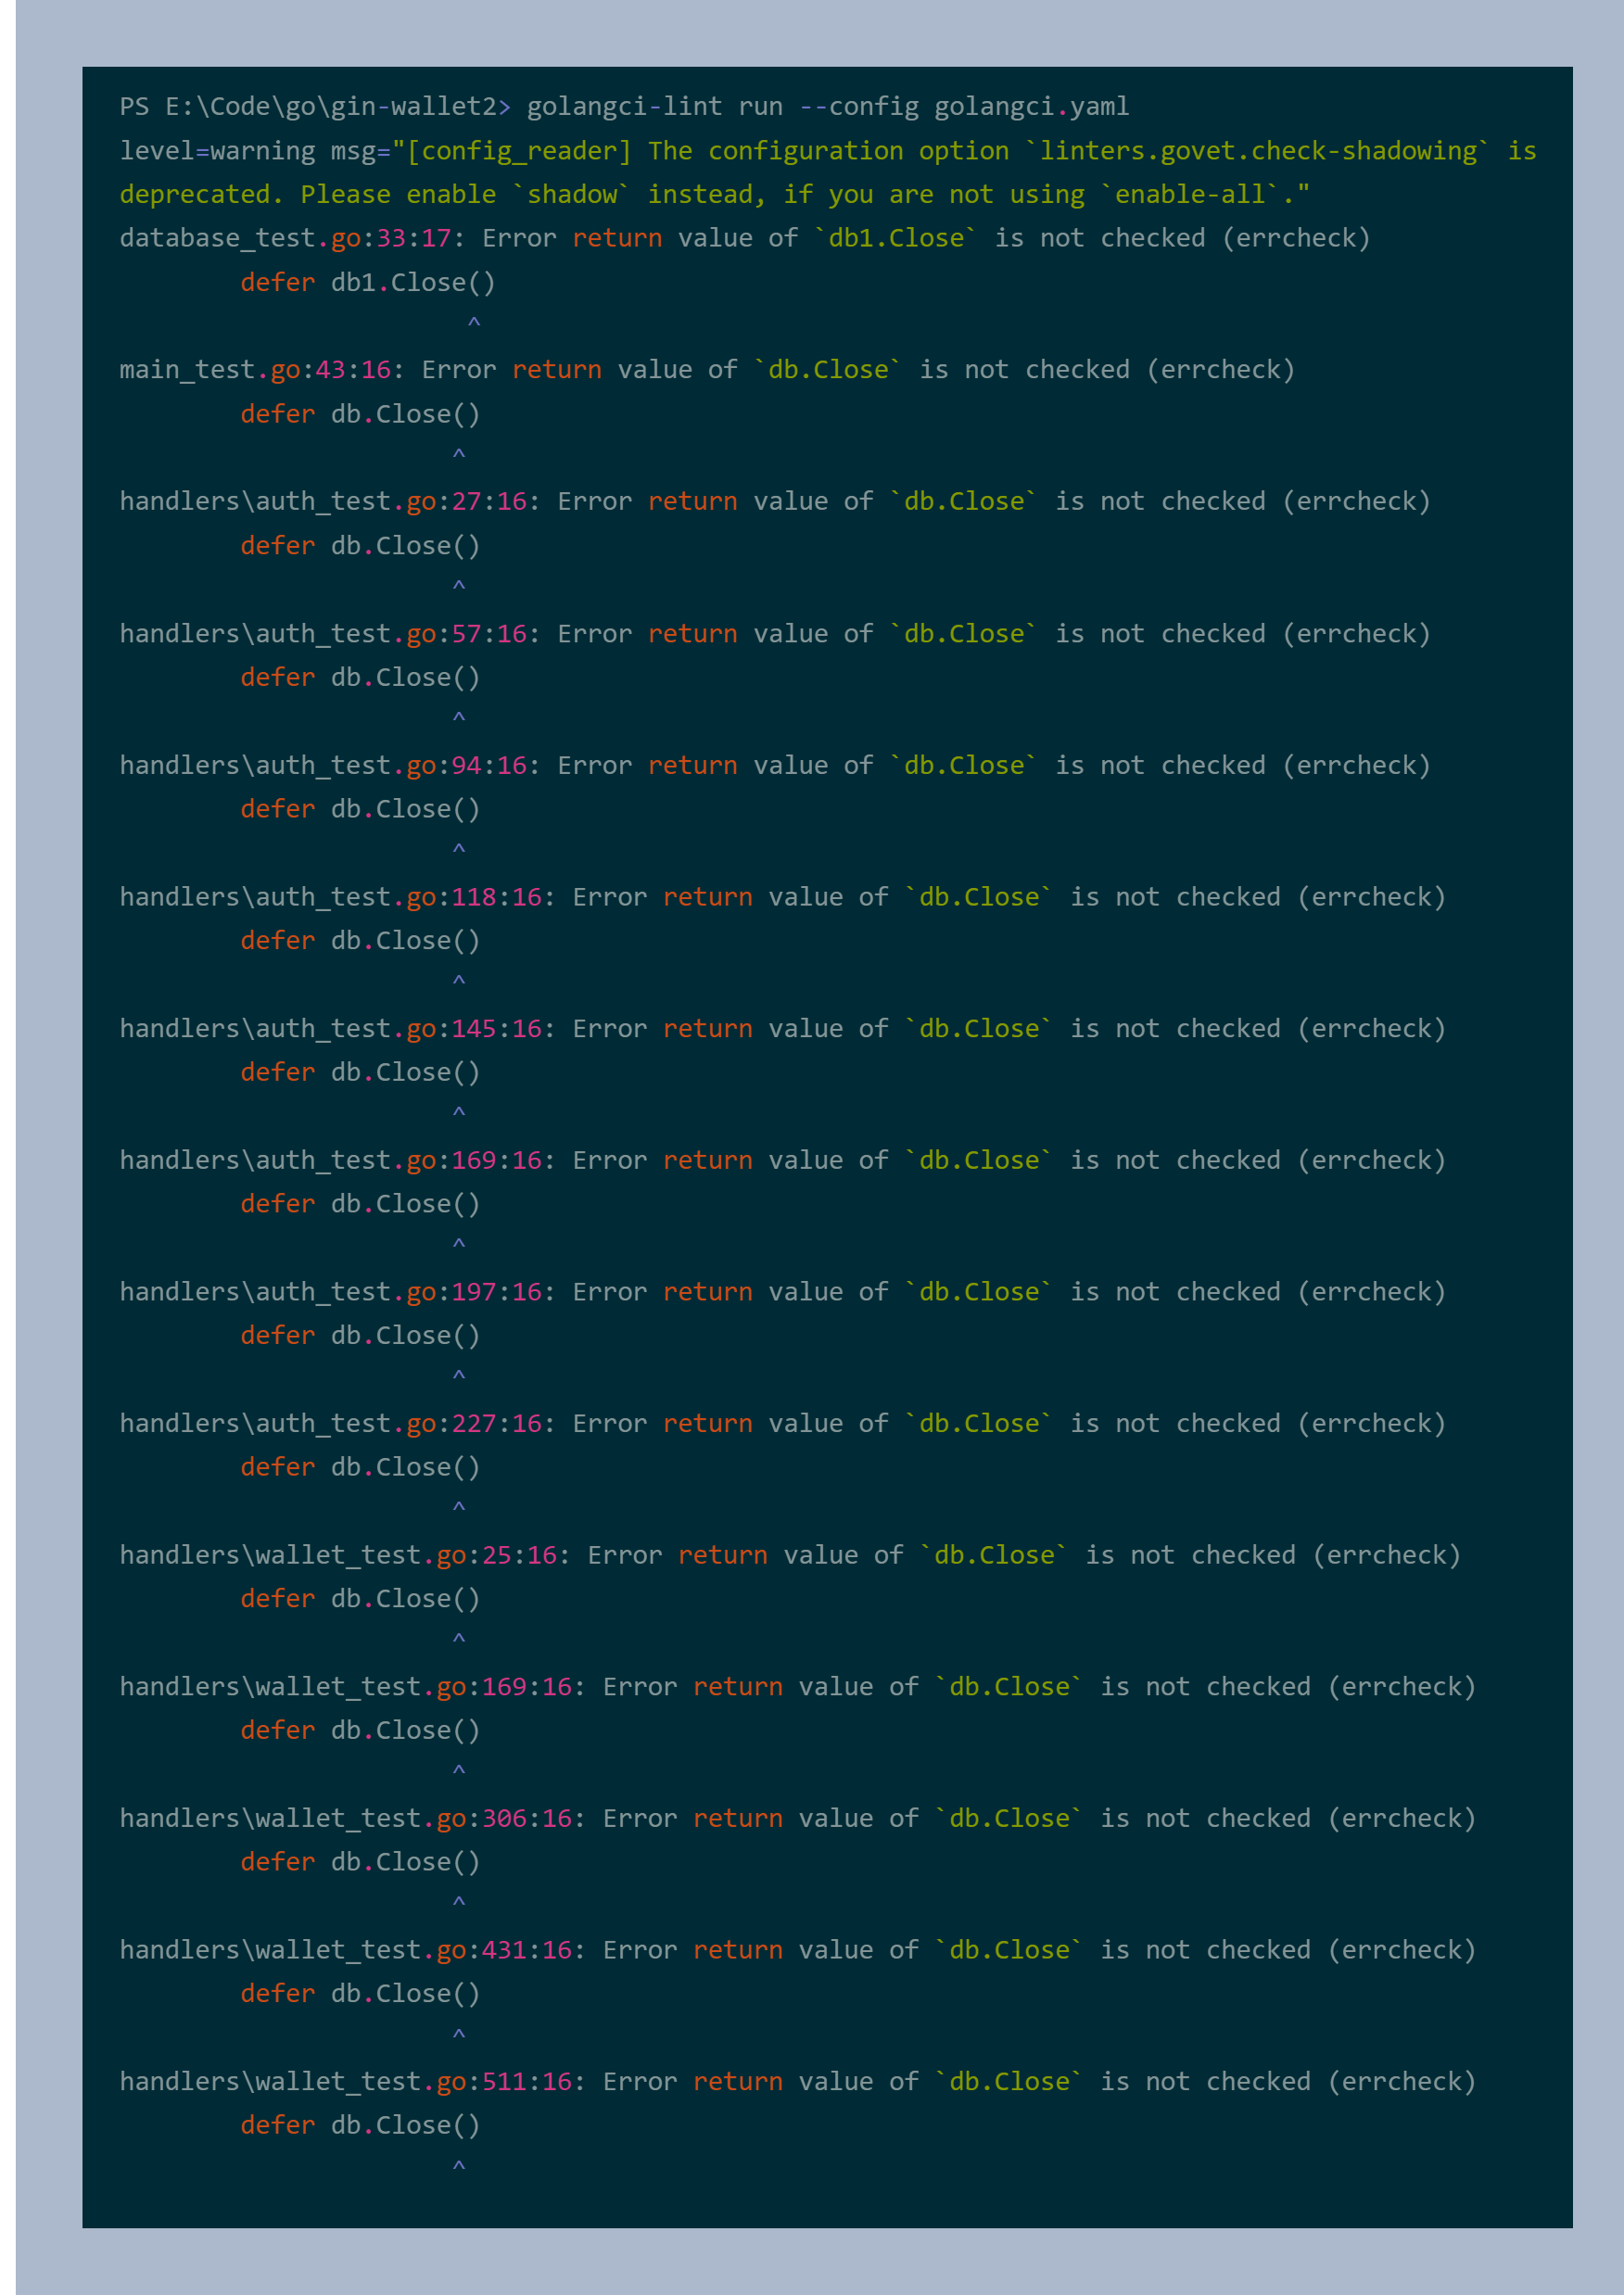 PS E:\Code\go\gin-wallet2> golangci-lint run --config golangci.yaml
level=warning msg="[config_reader] The configuration option `linters.govet.check-shadowing` is
deprecated. Please enable `shadow` instead, if you are not using `enable-all`."
database_test.go:33:17: Error return value of `db1.Close` is not checked (errcheck)
        defer db1.Close()
                       ^
main_test.go:43:16: Error return value of `db.Close` is not checked (errcheck)
        defer db.Close()
                      ^
handlers\auth_test.go:27:16: Error return value of `db.Close` is not checked (errcheck)
        defer db.Close()
                      ^
handlers\auth_test.go:57:16: Error return value of `db.Close` is not checked (errcheck)
        defer db.Close()
                      ^
handlers\auth_test.go:94:16: Error return value of `db.Close` is not checked (errcheck)
        defer db.Close()
                      ^
handlers\auth_test.go:118:16: Error return value of `db.Close` is not checked (errcheck)
        defer db.Close()
                      ^
handlers\auth_test.go:145:16: Error return value of `db.Close` is not checked (errcheck)
        defer db.Close()
                      ^
handlers\auth_test.go:169:16: Error return value of `db.Close` is not checked (errcheck)
        defer db.Close()
                      ^
handlers\auth_test.go:197:16: Error return value of `db.Close` is not checked (errcheck)
        defer db.Close()
                      ^
handlers\auth_test.go:227:16: Error return value of `db.Close` is not checked (errcheck)
        defer db.Close()
                      ^
handlers\wallet_test.go:25:16: Error return value of `db.Close` is not checked (errcheck)
        defer db.Close()
                      ^
handlers\wallet_test.go:169:16: Error return value of `db.Close` is not checked (errcheck)
        defer db.Close()
                      ^
handlers\wallet_test.go:306:16: Error return value of `db.Close` is not checked (errcheck)
        defer db.Close()
                      ^
handlers\wallet_test.go:431:16: Error return value of `db.Close` is not checked (errcheck)
        defer db.Close()
                      ^
handlers\wallet_test.go:511:16: Error return value of `db.Close` is not checked (errcheck)
        defer db.Close()
                      ^